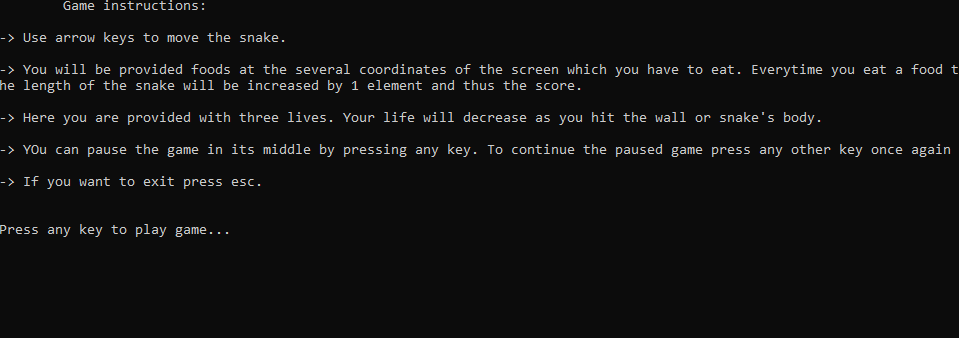 Game instructions:
-> Use arrow keys to move the snake.
-> You will be provided foods at the several coordinates of the screen which you have to eat. Everytime you eat a food t
he length of the snake will be increased by 1 element and thus the score.
-> Here you are provided with three lives. Your life will decrease as you hit the wall or snake's body.
-> YOu can pause the game in its middle by pressing any key. To continue the paused game press any other key once again
-> If you want to exit press esc.
Press any key to play game...